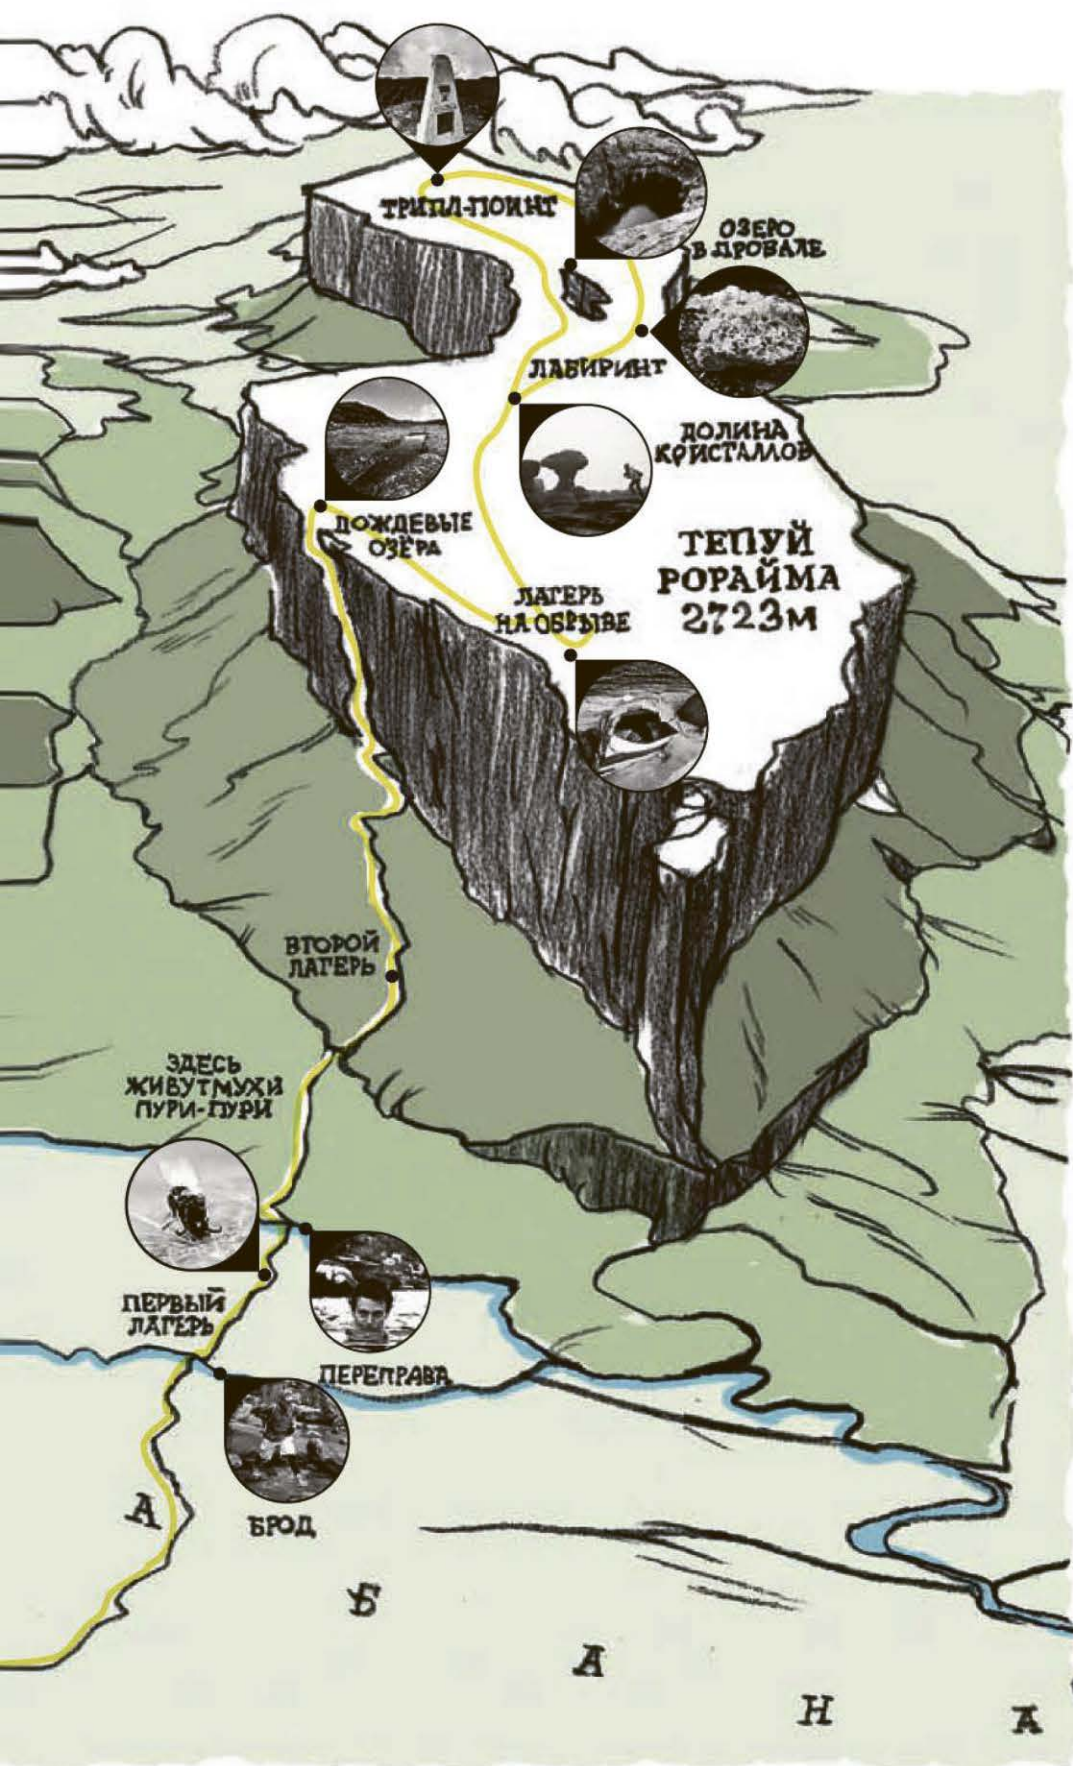 ТРИПЛ-ПОИНТ
ОЗЕРО
В ПРОВАЛЕ
ЛАБИРИНТ
ДОЛИНА
КРИСТАЛЛОВ
ДОЖДЕВЫЕ
ОЗЁРА
ТЕПУЙ
РОРАЙМА
2723м
ЛАГЕРЬ
НА ОБРЫВЕ
ВТОРОЙ
ЛАГЕРЬ
ЗДЕСЬ
ЖИВУТ МУХИ
ПУРИ-ПУРИ
ПЕРВЫЙ
ЛАГЕРЬ
ПЕРЕПРАВА
БРОД
А Б А Н А